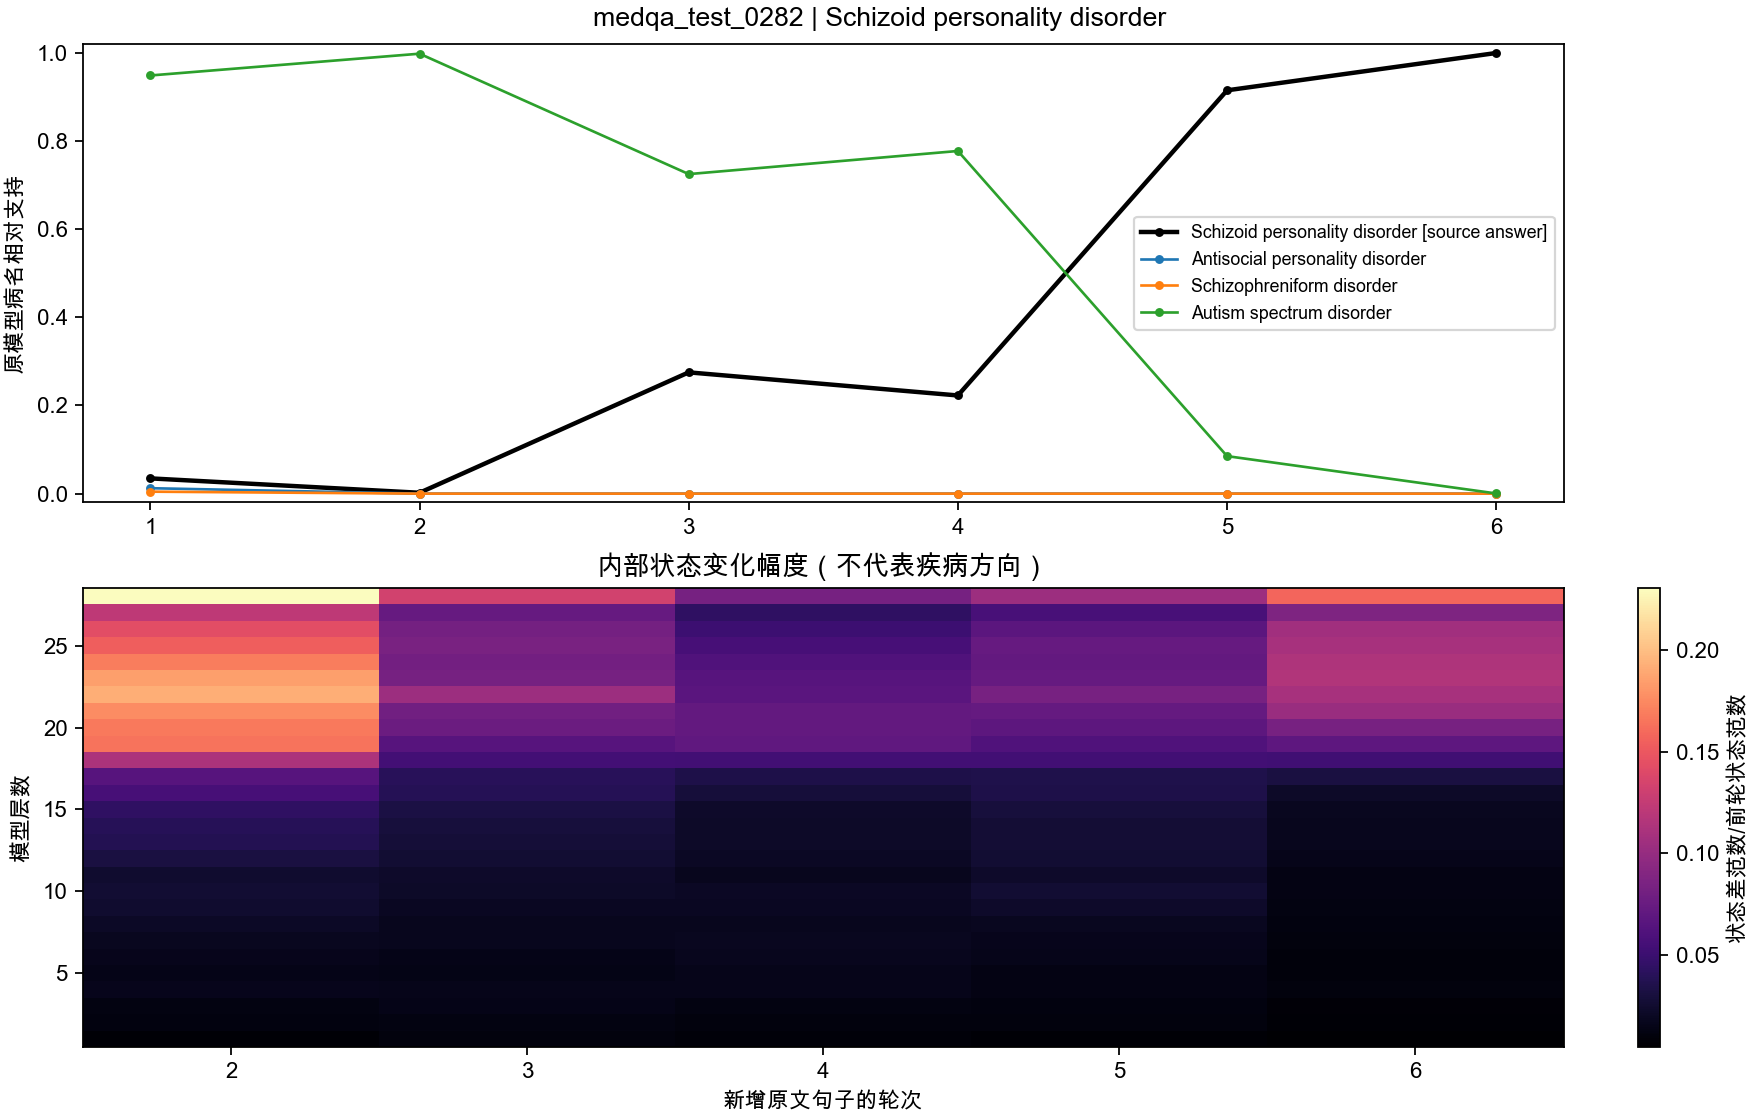 medqa_test_0282 | Schizoid personality disorder
原模型病名相对支持
1.0
0.8
0.6
0.4
0.2
0.0
Schizoid personality disorder [source answer]
Antisocial personality disorder
Schizophreniform disorder
Autism spectrum disorder
1 2 3 4 5 6
内部状态变化幅度（不代表疾病方向）
模型层数
25
20
15
10
5
2 3 4 5 6
新增原文句子的轮次
0.20
0.15
0.10
0.05
状态差范数/前轮状态范数